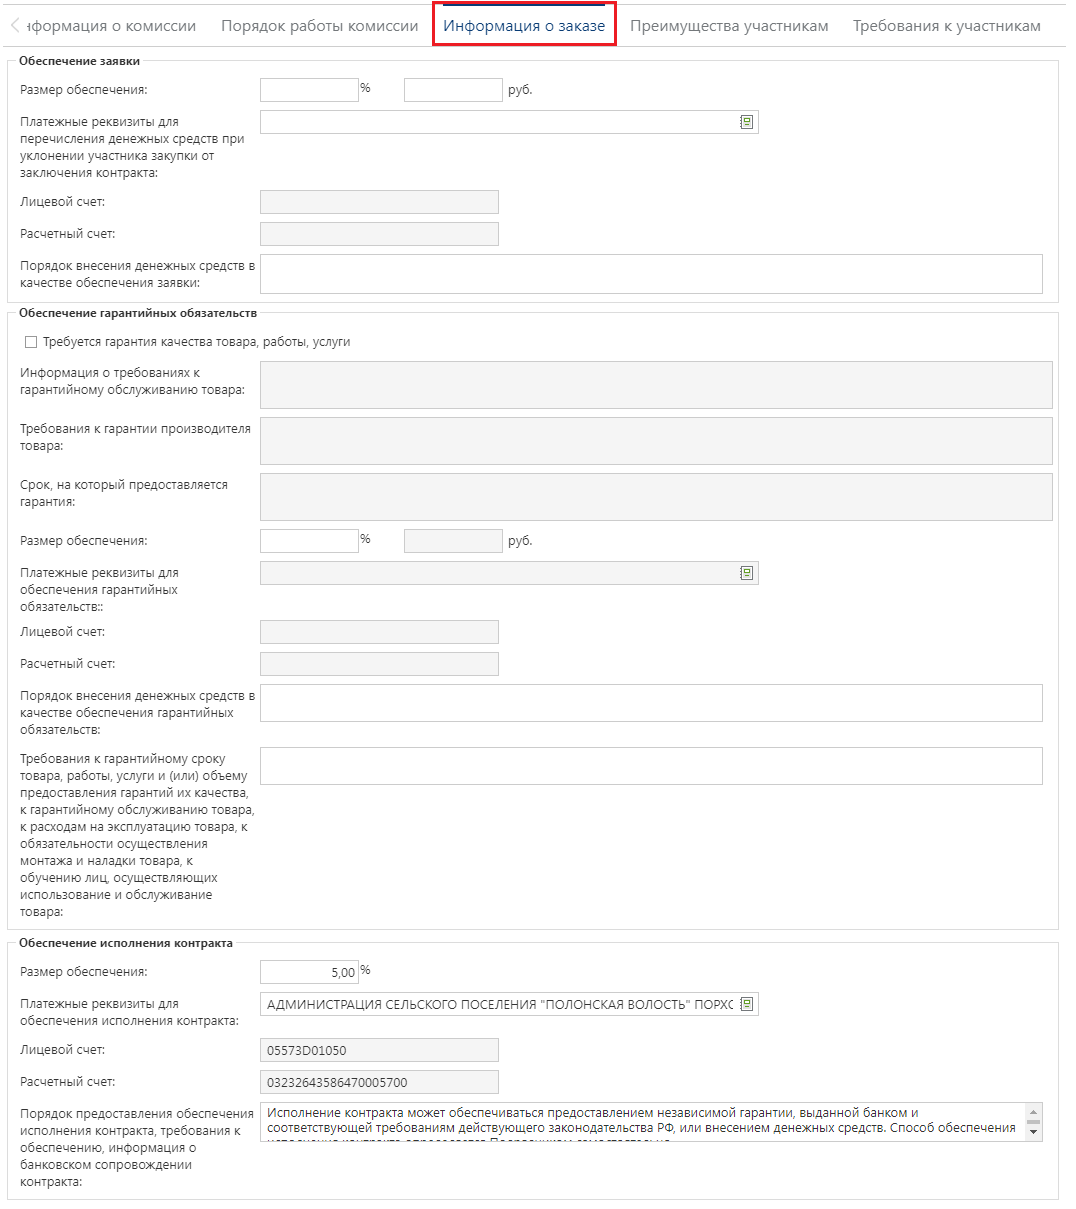 нформация о комиссии Порядок работы комиссии Информация о заказе Преимущества участникам Требования к участникам
Обеспечение заявки
Размер обеспечения: % руб.
Платежные реквизиты для
перечисления денежных средств при
уклонении участника закупки от
заключения контракта:
Лицевой счет:
Расчетный счет:
Порядок внесения денежных средств в
качестве обеспечения заявки:
Обеспечение гарантийных обязательств
Требуется гарантия качества товара, работы, услуги
Информация о требованиях к
гарантийному обслуживанию товара:
Требования к гарантии производителя
товара:
Срок, на который предоставляется
гарантия:
Размер обеспечения: % руб.
Платежные реквизиты для
обеспечения гарантийных
обязательств::
Лицевой счет:
Расчетный счет:
Порядок внесения денежных средств в
качестве обеспечения гарантийных
обязательств:
Требования к гарантийному сроку
товара, работы, услуги и (или) объему
предоставления гарантий их качества,
к гарантийному обслуживанию товара,
к расходам на эксплуатацию товара, к
обязательности осуществления
монтажа и наладки товара, к
обучению лиц, осуществляющих
использование и обслуживание
товара:
Обеспечение исполнения контракта
Размер обеспечения: 5,00 %
Платежные реквизиты для
обеспечения исполнения контракта:
АДМИНИСТРАЦИЯ СЕЛЬСКОГО ПОСЕЛЕНИЯ "ПОЛОНСКАЯ ВОЛОСТЬ" ПОРХС
Лицевой счет: 05573D01050
Расчетный счет: 03232643586470005700
Порядок предоставления обеспечения
исполнения контракта, требования к
обеспечению, информация о
банковском сопровождении
контракта:
Исполнение контракта может обеспечиваться предоставлением независимой гарантии, выданной банком и
соответствующей требованиям действующего законодательства РФ, или внесением денежных средств. Способ обеспечения